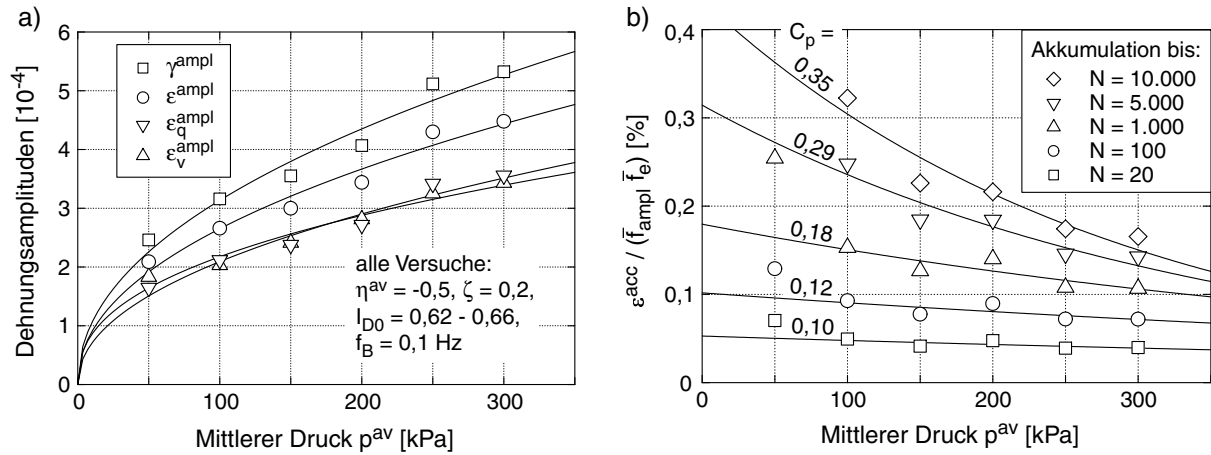 a)
Dehnungsamplituden [10⁻⁴]
6
5
4
3
2
1
0
γ^ampl
ε^ampl
ε_q^ampl
ε_v^ampl
alle Versuche:
η^av = -0,5, ζ = 0,2,
I_D0 = 0,62 - 0,66,
f_B = 0,1 Hz
0 100 200 300
Mittlerer Druck p^av [kPa]
b)
ε^acc / (f̅_ampl f̅_e) [%]
0,4
0,3
0,2
0,1
0
C_p =
0,35
0,29
0,18
0,12
0,10
Akkumulation bis:
N = 10.000
N = 5.000
N = 1.000
N = 100
N = 20
0 100 200 300
Mittlerer Druck p^av [kPa]